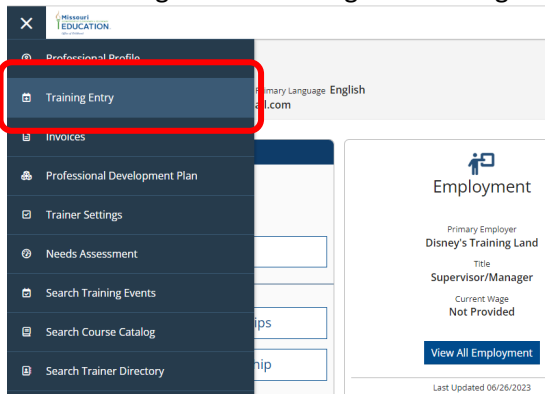 Missouri
EDUCATION
Professional Profile
Training Entry
Primary Language English
ail.com
Invoices
Professional Development Plan
Trainer Settings
Needs Assessment
Search Training Events
Search Course Catalog
Search Trainer Directory
ips
hip
Employment
Primary Employer
Disney's Training Land
Title
Supervisor/Manager
Current Wage
Not Provided
View All Employment
Last Updated 06/26/2023